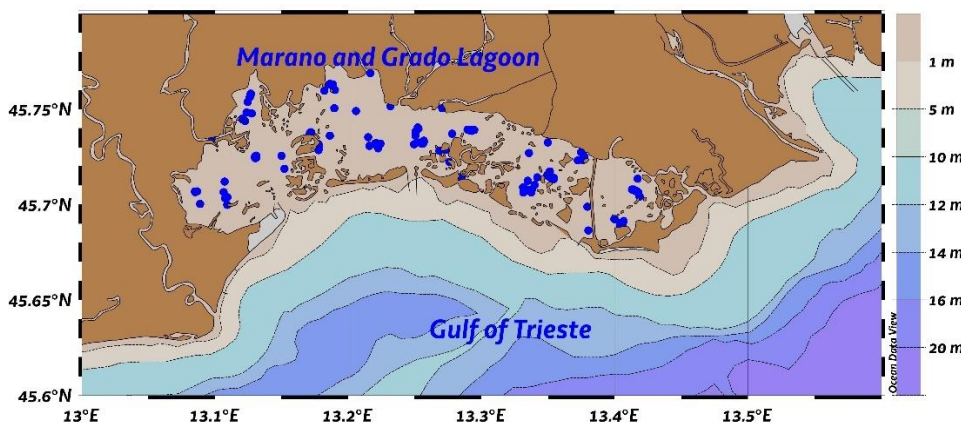 Marano and Grado Lagoon
Gulf of Trieste
45.75°N
45.7°N
45.65°N
45.6°N
13°E
13.1°E
13.2°E
13.3°E
13.4°E
13.5°E
1 m
5 m
10 m
12 m
14 m
16 m
20 m
Ocean Data View